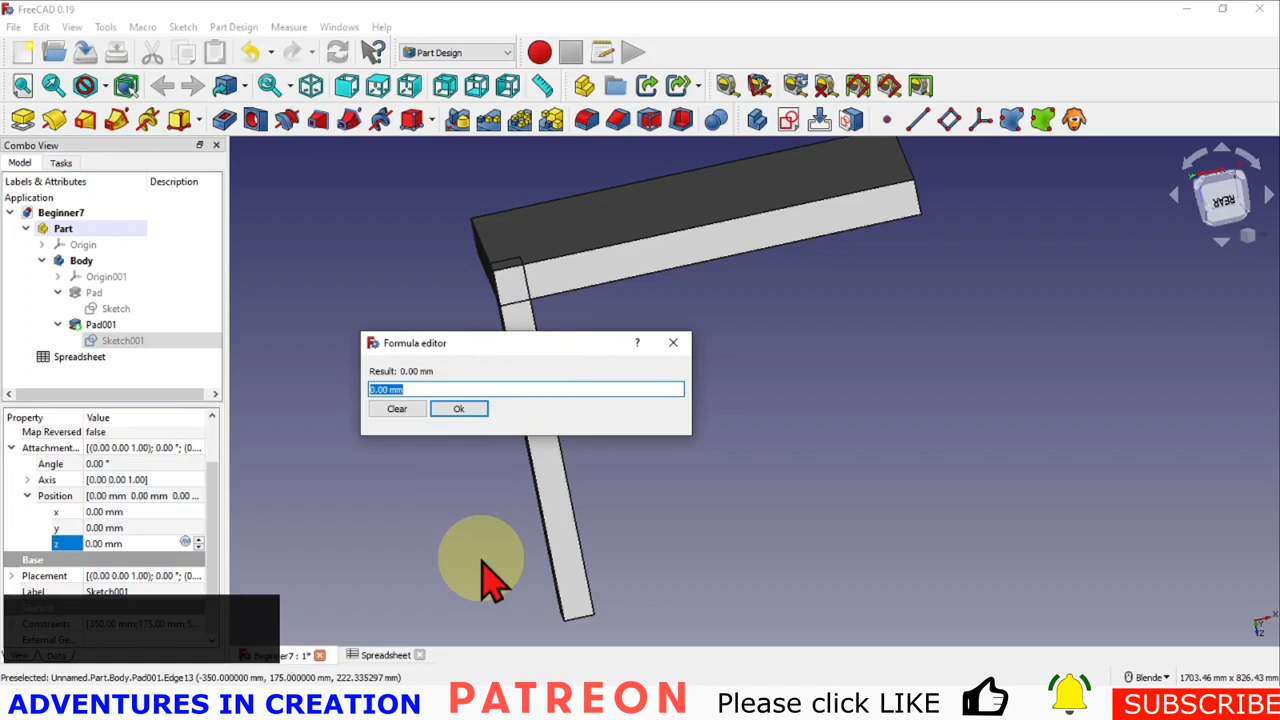 FreeCAD 0.19
File Edit View Tools Macro Sketch Part Design Measure Windows Help
Part Design
Combo View
Model Tasks
Labels & Attributes Description
Application
Beginner7
Part
Origin
Body
Origin001
Pad
Sketch
Pad001
Sketch001
Spreadsheet
REAR
Formula editor ?
Result: 0.00 mm
0.00 mm
Clear Ok
Property Value
Map Reversed false
Attachment... [(0.00 0.00 1.00); 0.00 °; (0....
Angle 0.00 °
Axis [0.00 0.00 1.00]
Position [0.00 mm 0.00 mm 0.00 ...
x 0.00 mm
y 0.00 mm
z 0.00 mm
Base
Placement [(0.00 0.00 1.00); 0.00 °; (0....
Label Sketch001
Sketch
Constraints [350.00 mm;175.00 mm;5...
External Ge...
View Data
Beginner7 : 1* Spreadsheet
Preselected: Unnamed.Part.Body.Pad001.Edge13 (-350.000000 mm, 175.000000 mm, 222.335297 mm)
Blende 1703.46 mm x 826.43 mm
ADVENTURES IN CREATION PATREON Please click LIKE SUBSCRIBE